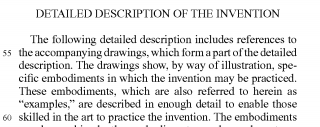 DETAILED DESCRIPTION OF THE INVENTION
The following detailed description includes references to
55 the accompanying drawings, which form a part of the detailed
description. The drawings show, by way of illustration, spe-
cific embodiments in which the invention may be practiced.
These embodiments, which are also referred to herein as
“examples,” are described in enough detail to enable those
60 skilled in the art to practice the invention. The embodiments